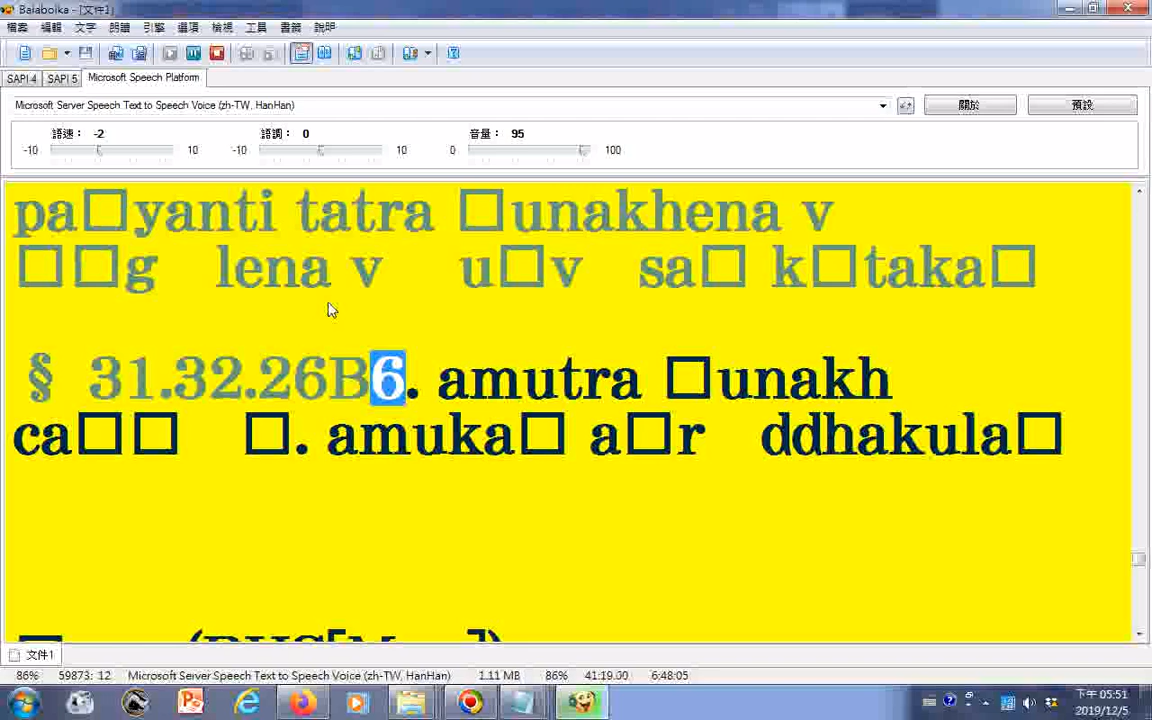 Balabolka - [文件1]
檔案 編輯 文字 朗讀 引擎 選項 檢視 工具 書籤 說明
SAPI 4 SAPI 5 Microsoft Speech Platform
Microsoft Server Speech Text to Speech Voice (zh-TW, HanHan) 關於 預設
語速： -2 語調： 0 音量： 95
-10 10 -10 10 0 100
pa□yanti tatra □unakhena v
□□g lena v u□v sa□ k□taka□
§ 31.32.26B6. amutra □unakh
ca□□ □. amuka□ a□r ddhakula□
文件1
86% 59873: 12 Microsoft Server Speech Text to Speech Voice (zh-TW, HanHan) 1.11 MB 86% 41:19.00 6:48:05
下午 05:51
2019/12/5